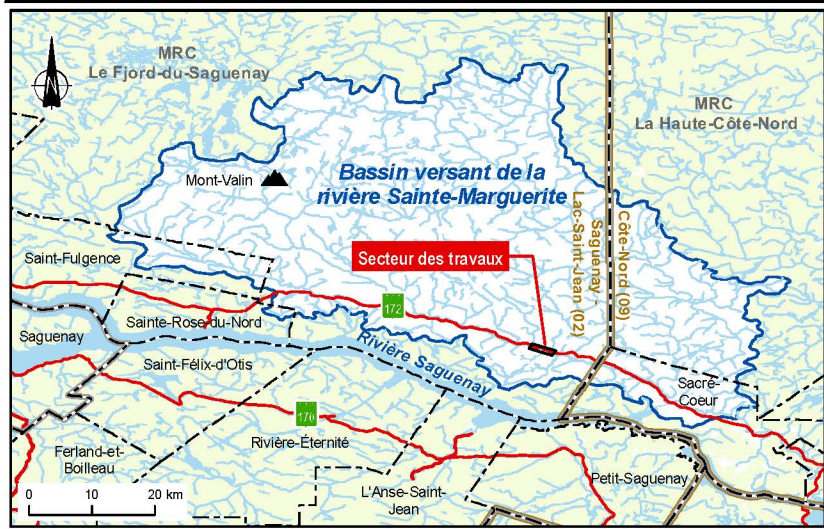 MRC
Le Fjord-du-Saguenay
MRC
La Haute-Côte-Nord
N
Mont-Valin
Bassin versant de la
rivière Sainte-Marguerite
Saguenay -
Lac-Saint-Jean (02)
Côte-Nord (09)
Saint-Fulgence
Secteur des travaux
172
Sainte-Rose-du-Nord
Saguenay
Rivière Saguenay
Saint-Félix-d'Otis
Sacré-
Coeur
170
Rivière-Éternité
Ferland-et-
Boilleau
Petit-Saguenay
L'Anse-Saint-
Jean
0 10 20 km